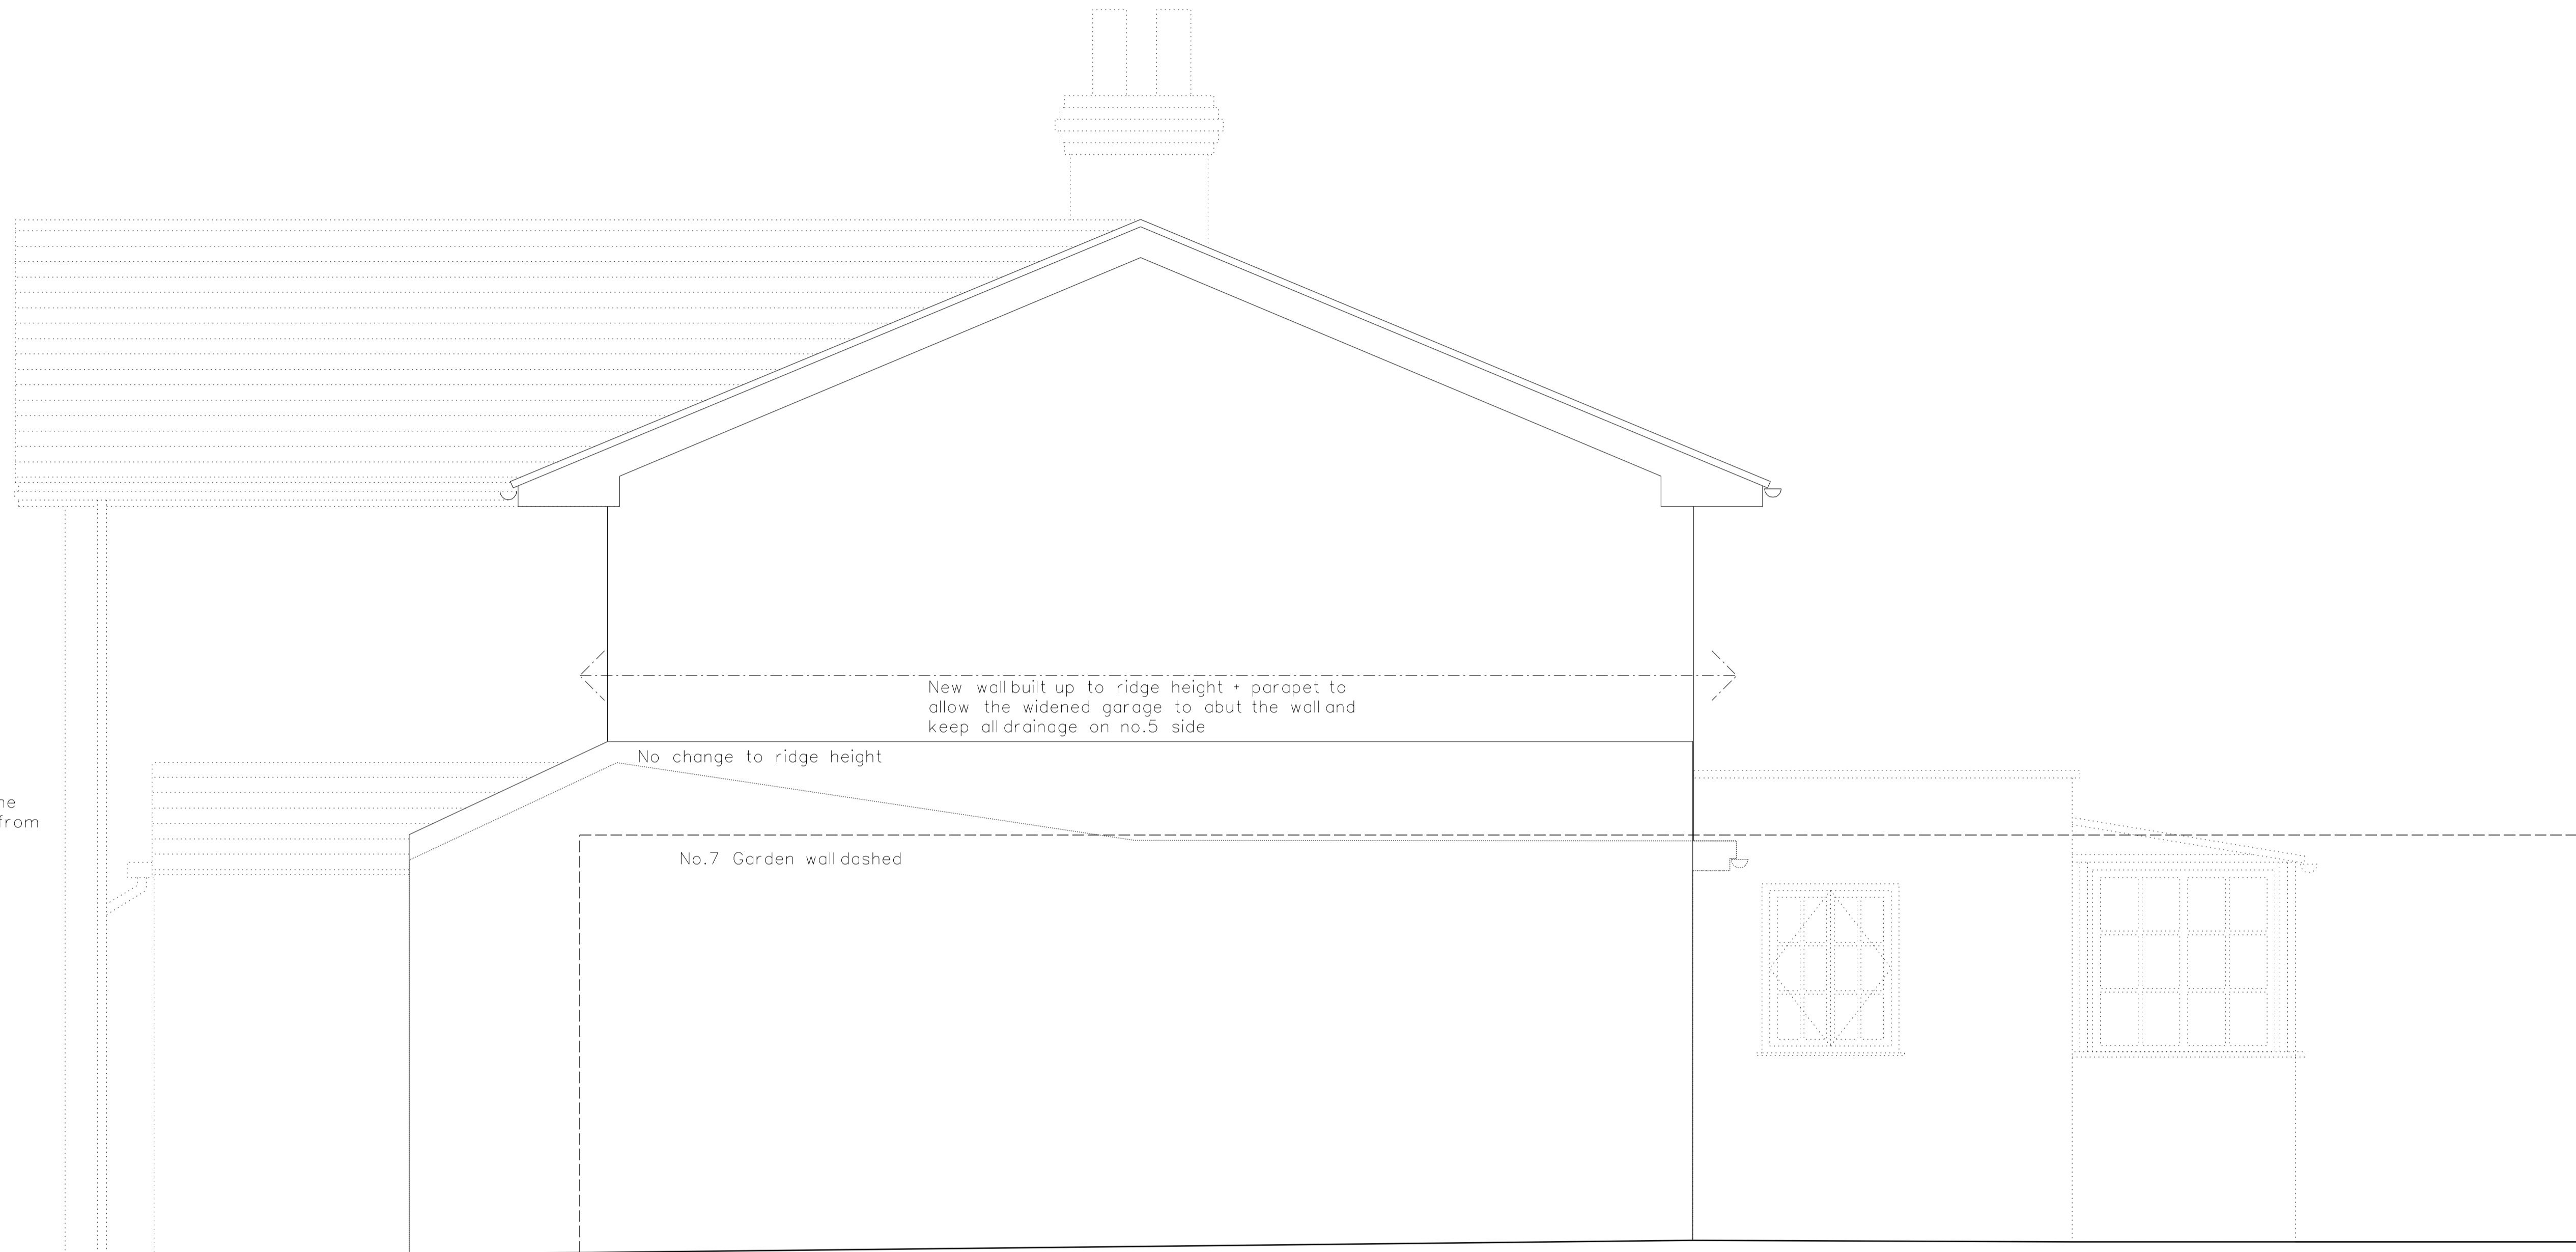 New wall built up to ridge height + parapet to
allow the widened garage to abut the wall and
keep all drainage on no.5 side
No change to ridge height
from
No.7 Garden wall dashed